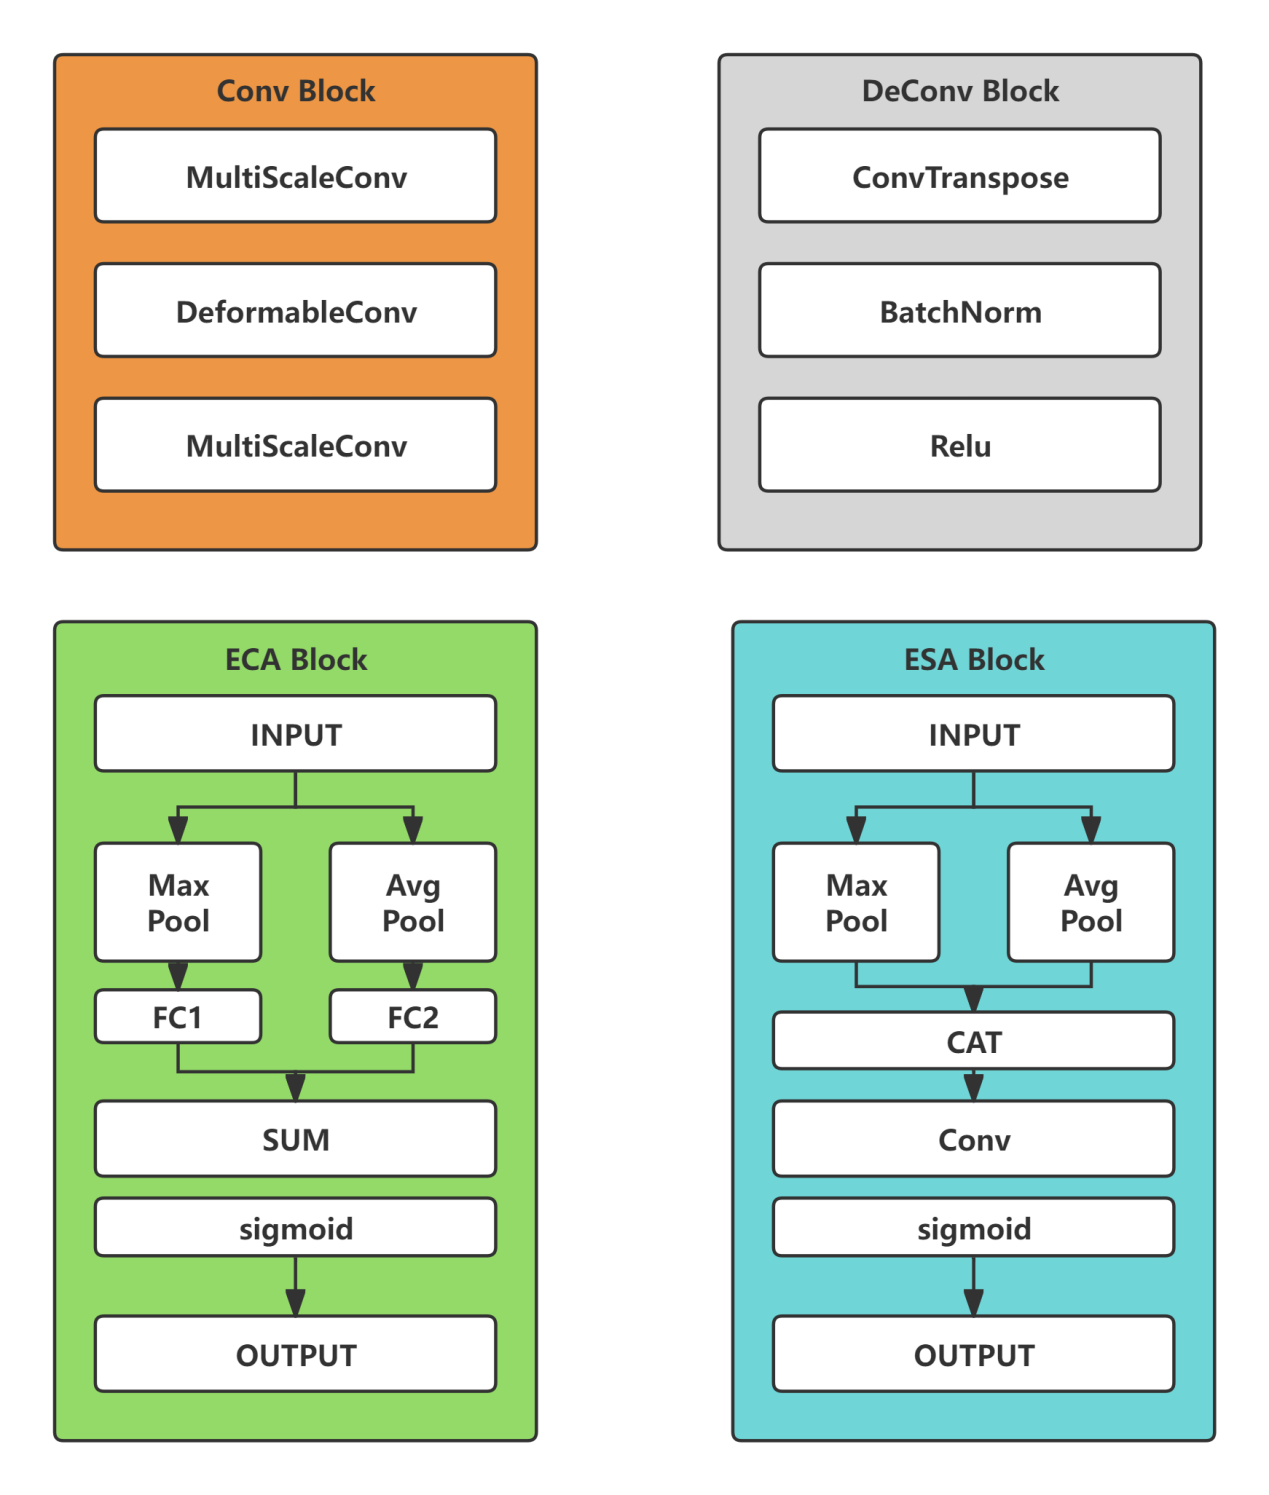 Conv Block
MultiScaleConv
DeformableConv
MultiScaleConv
DeConv Block
ConvTranspose
BatchNorm
Relu
ECA Block
INPUT
Max
Pool
Avg
Pool
FC1
FC2
SUM
sigmoid
OUTPUT
ESA Block
INPUT
Max
Pool
Avg
Pool
CAT
Conv
sigmoid
OUTPUT